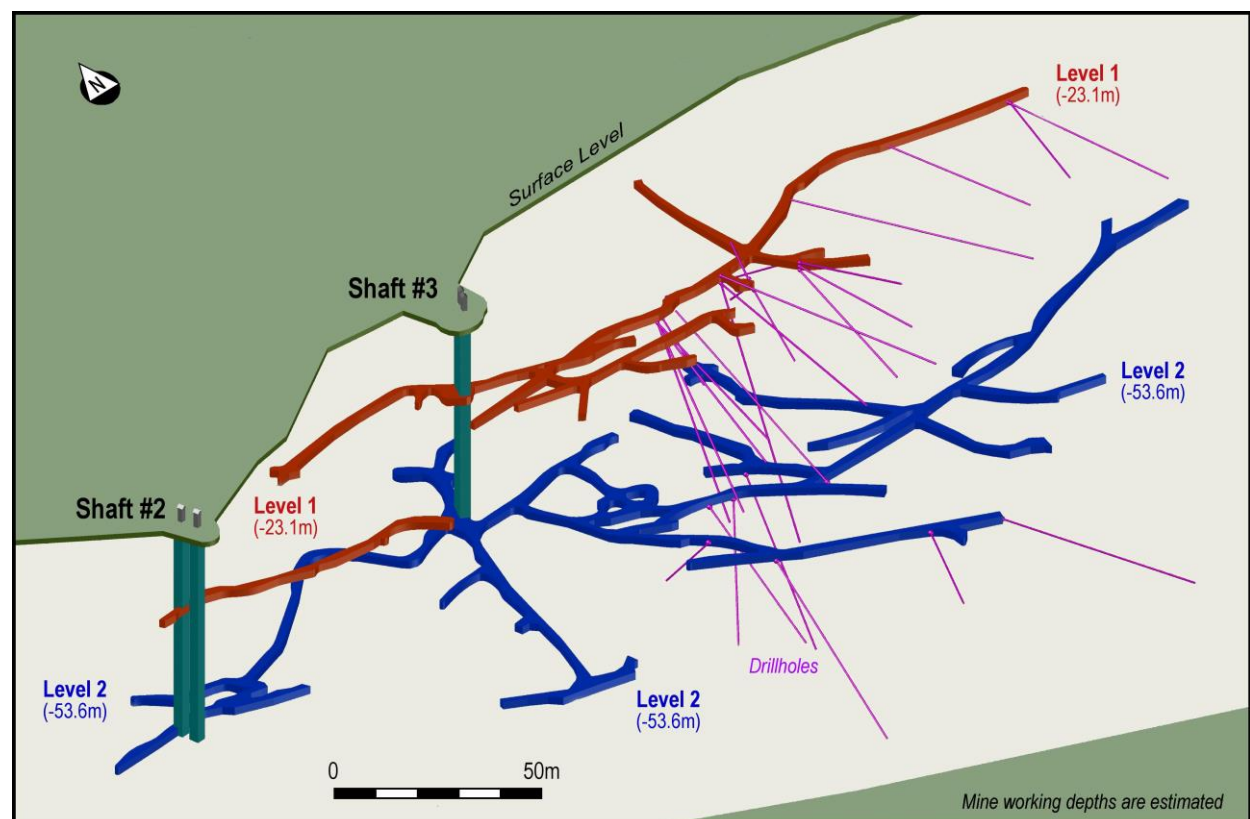 N
Level 1
(-23.1m)
Surface Level
Shaft #3
Level 2
(-53.6m)
Shaft #2
Level 1
(-23.1m)
Drillholes
Level 2
(-53.6m)
Level 2
(-53.6m)
0 50m
Mine working depths are estimated